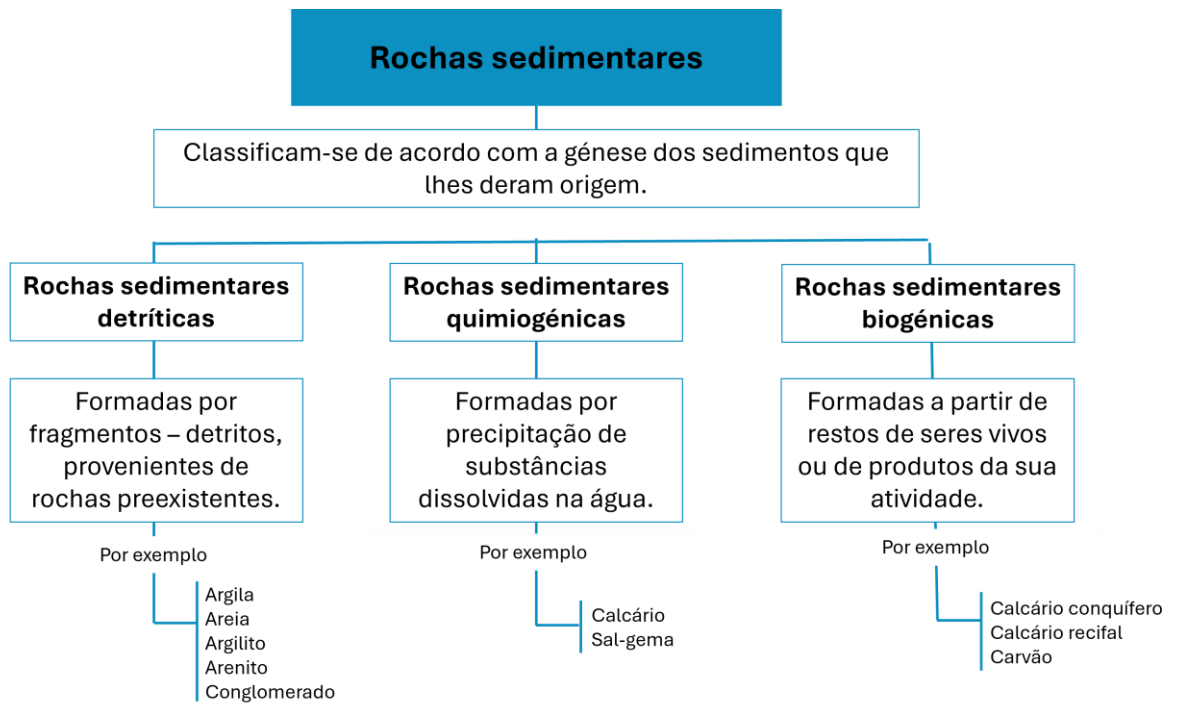 Rochas sedimentares
Classificam-se de acordo com a génese dos sedimentos que
lhes deram origem.
Rochas sedimentares
detríticas
Formadas por
fragmentos – detritos,
provenientes de
rochas preexistentes.
Por exemplo
Argila
Areia
Argilito
Arenito
Conglomerado
Rochas sedimentares
quimiogénicas
Formadas por
precipitação de
substâncias
dissolvidas na água.
Por exemplo
Calcário
Sal-gema
Rochas sedimentares
biogénicas
Formadas a partir de
restos de seres vivos
ou de produtos da sua
atividade.
Por exemplo
Calcário conquífero
Calcário recifal
Carvão